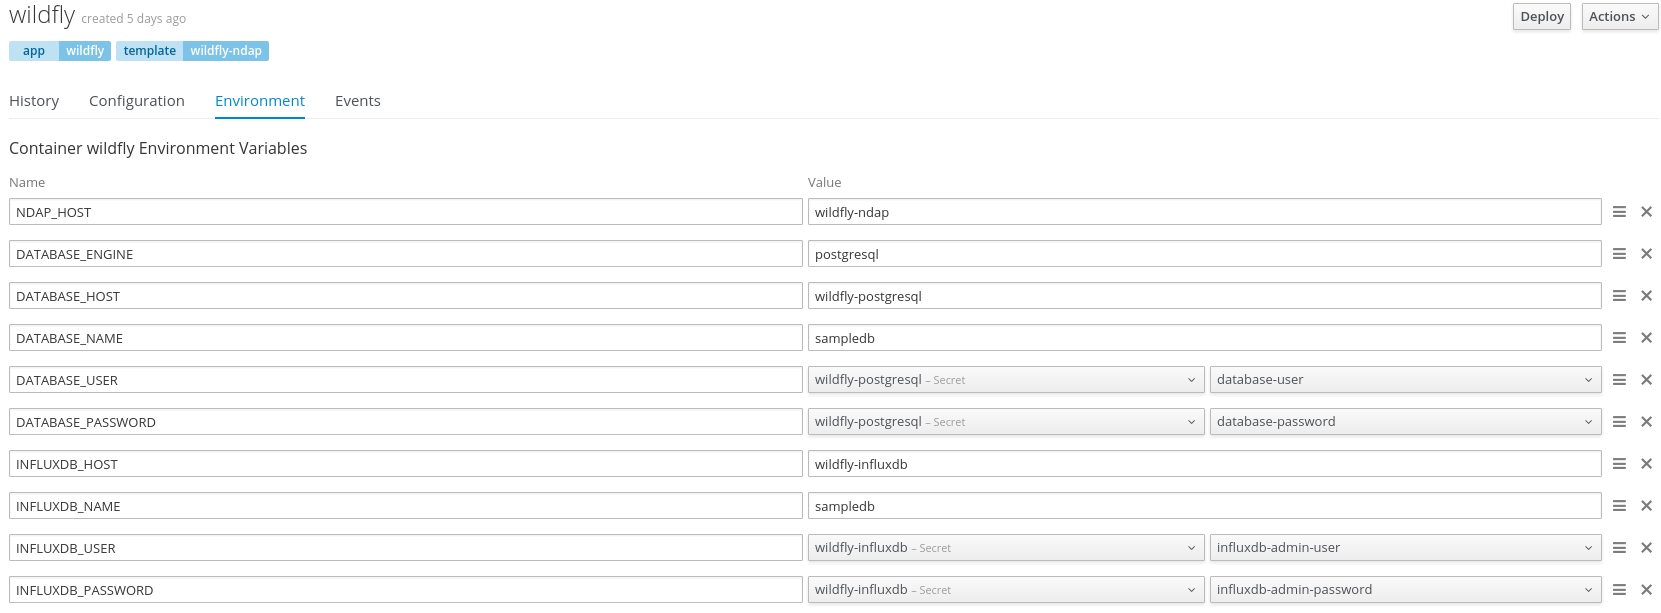 wildfly created 5 days ago
Deploy Actions
app wildfly template wildfly-ndap
History Configuration Environment Events
Container wildfly Environment Variables
Name Value
NDAP_HOST wildfly-ndap
DATABASE_ENGINE postgresql
DATABASE_HOST wildfly-postgresql
DATABASE_NAME sampledb
DATABASE_USER wildfly-postgresql – Secret database-user
DATABASE_PASSWORD wildfly-postgresql – Secret database-password
INFLUXDB_HOST wildfly-influxdb
INFLUXDB_NAME sampledb
INFLUXDB_USER wildfly-influxdb – Secret influxdb-admin-user
INFLUXDB_PASSWORD wildfly-influxdb – Secret influxdb-admin-password